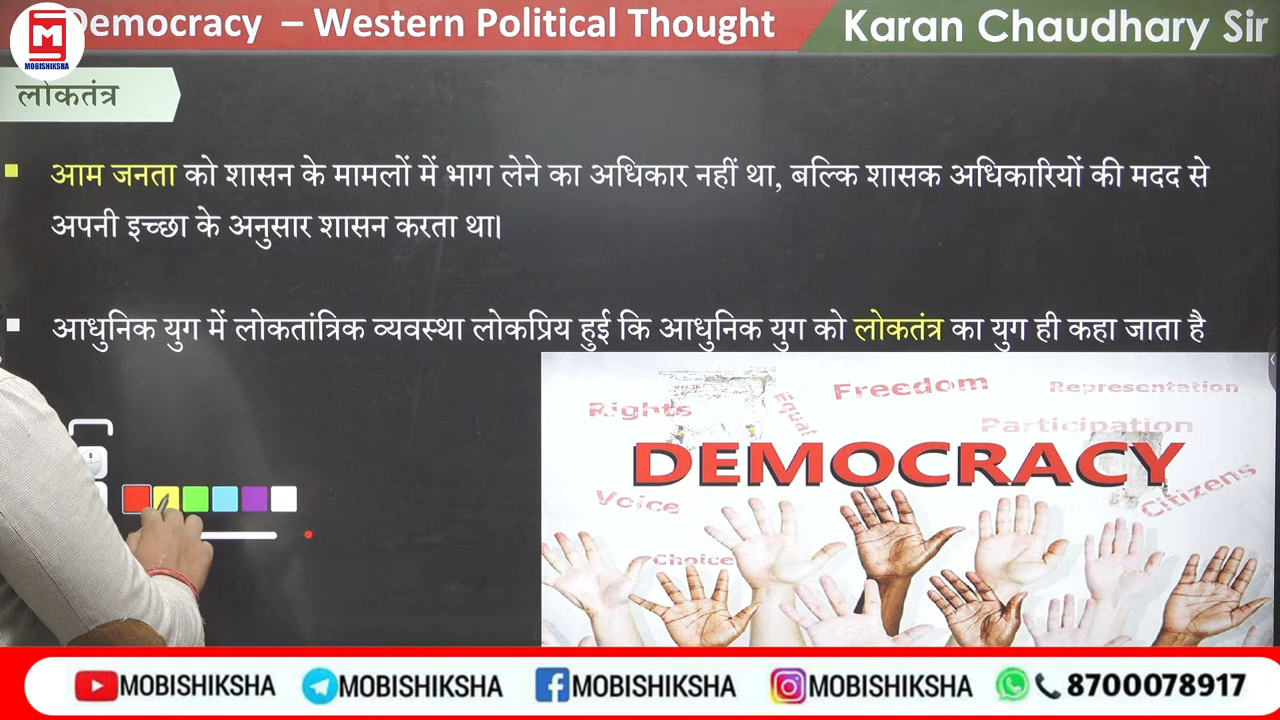 Democracy – Western Political Thought
Karan Chaudhary Sir
MOBISHIKSHA
लोकतंत्र
आम जनता को शासन के मामलों में भाग लेने का अधिकार नहीं था, बल्कि शासक अधिकारियों की मदद से
अपनी इच्छा के अनुसार शासन करता था।
आधुनिक युग में लोकतांत्रिक व्यवस्था लोकप्रिय हुई कि आधुनिक युग को लोकतंत्र का युग ही कहा जाता है
Rights
Equal
Freedom
Representation
Participation
DEMOCRACY
Voice
Citizens
Choice
MOBISHIKSHA
MOBISHIKSHA
MOBISHIKSHA
MOBISHIKSHA
8700078917